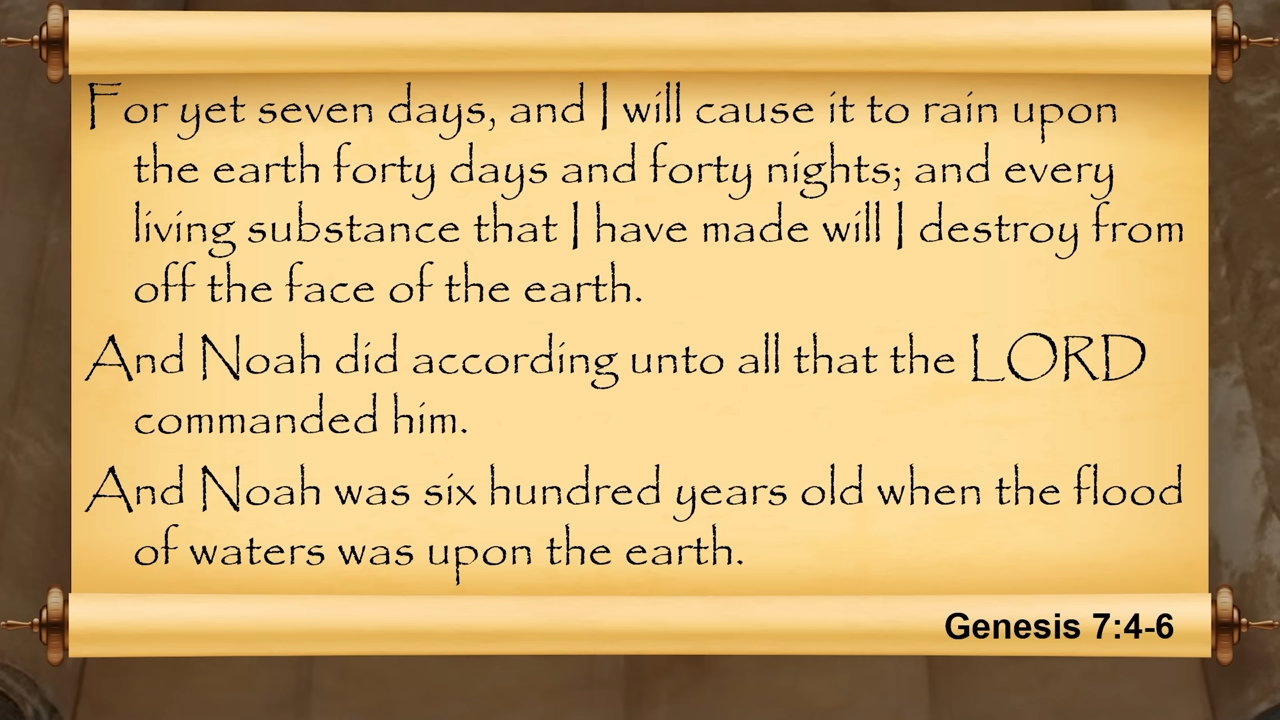 For yet seven days, and I will cause it to rain upon
the earth forty days and forty nights; and every
living substance that I have made will I destroy from
off the face of the earth.
And Noah did according unto all that the LORD
commanded him.
And Noah was six hundred years old when the flood
of waters was upon the earth.
Genesis 7:4-6